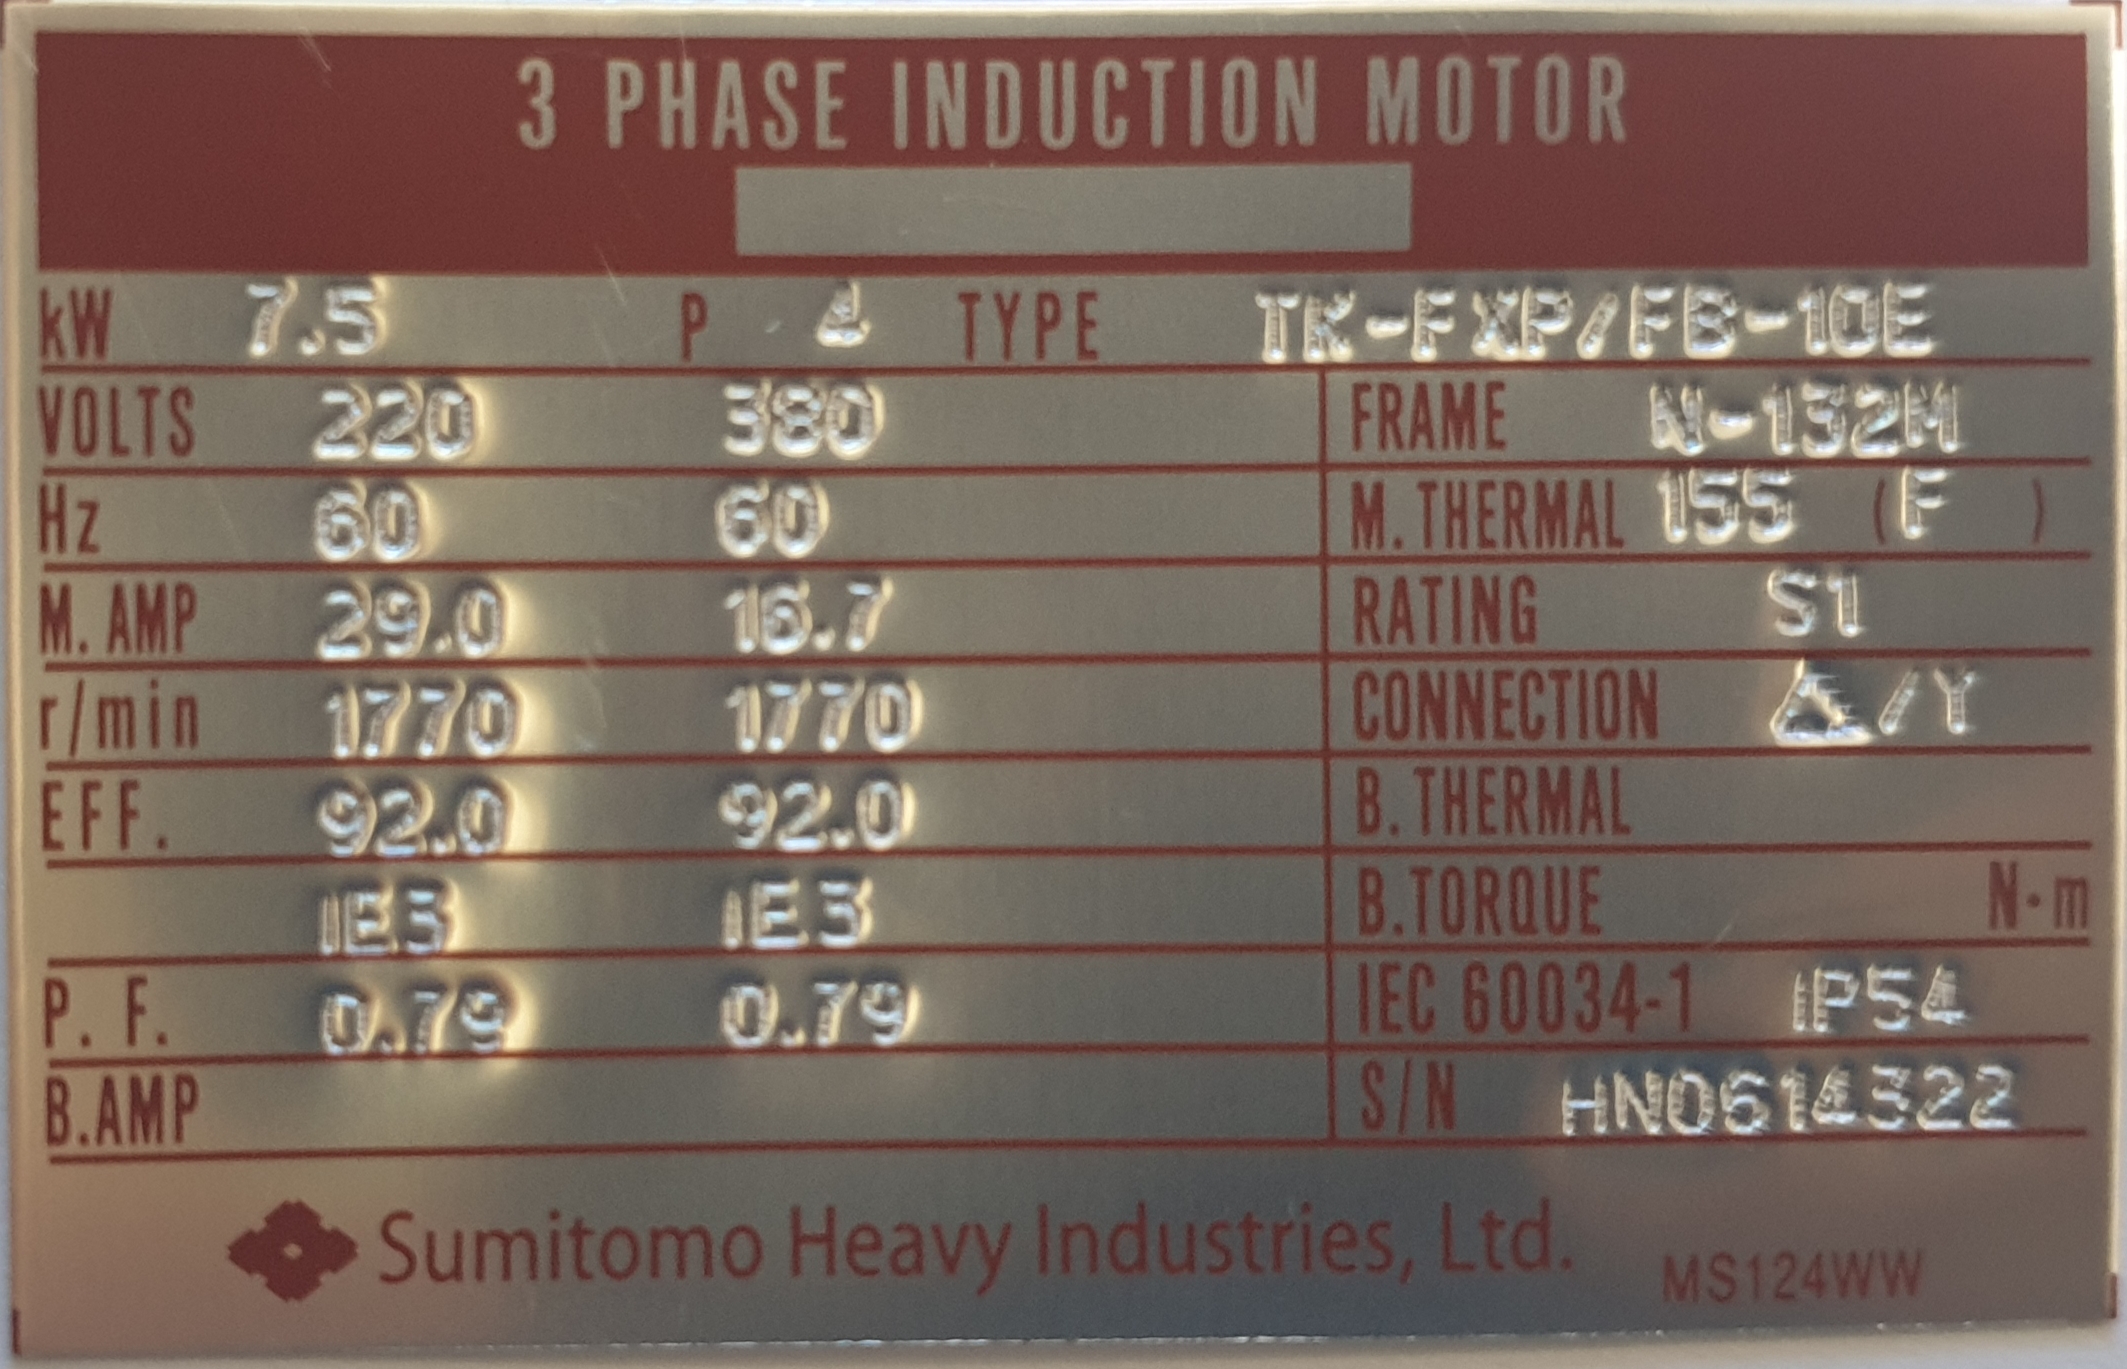 3 PHASE INDUCTION MOTOR
kW 7.5 P 4 TYPE TK-FXP/FB-10E
VOLTS 220 380 FRAME N-132M
Hz 60 60 M. THERMAL 155 (F )
M. AMP 29.0 16.7 RATING S1
r/min 1770 1770 CONNECTION △/Y
EFF. 92.0 92.0 B. THERMAL
IE3 IE3 B.TORQUE N·m
P. F. 0.79 0.79 IEC 60034-1 IP54
B.AMP S/N HN0614322
Sumitomo Heavy Industries, Ltd. MS124WW